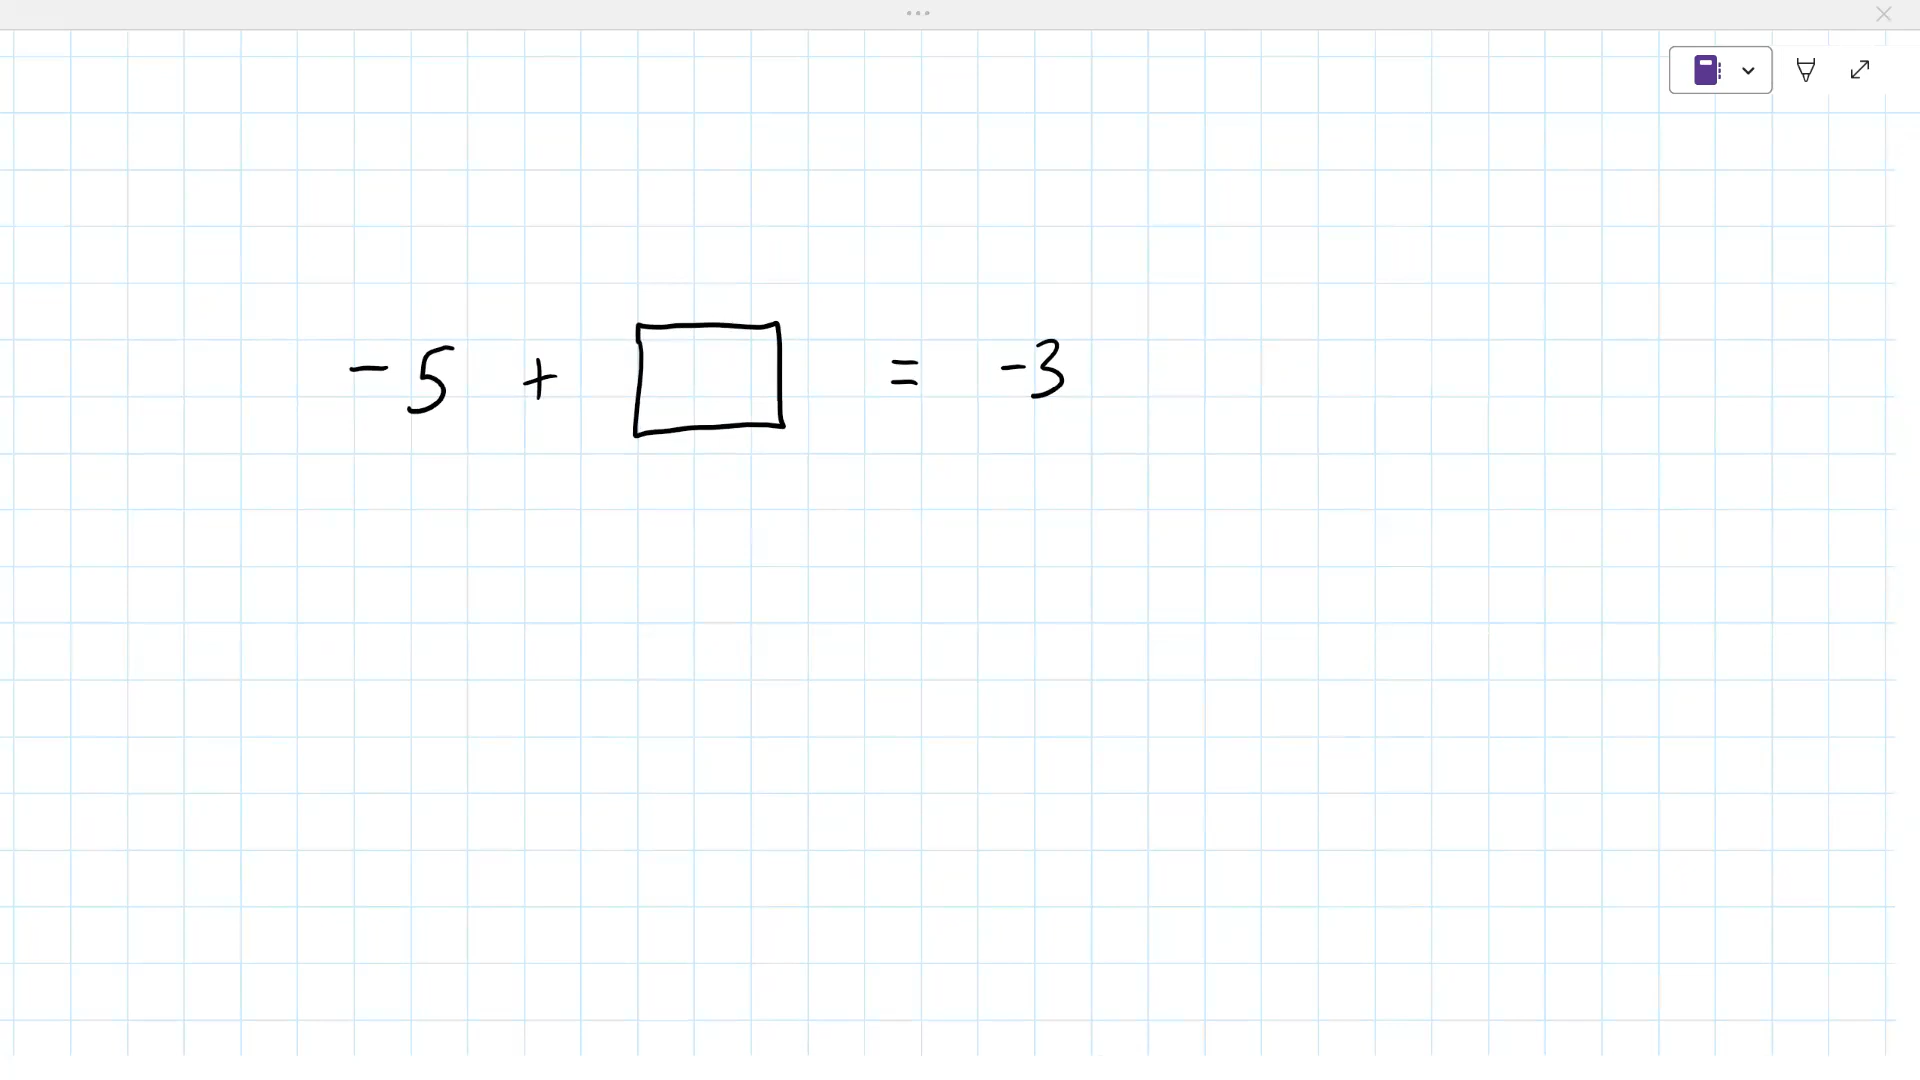 - 5 + □ = -3